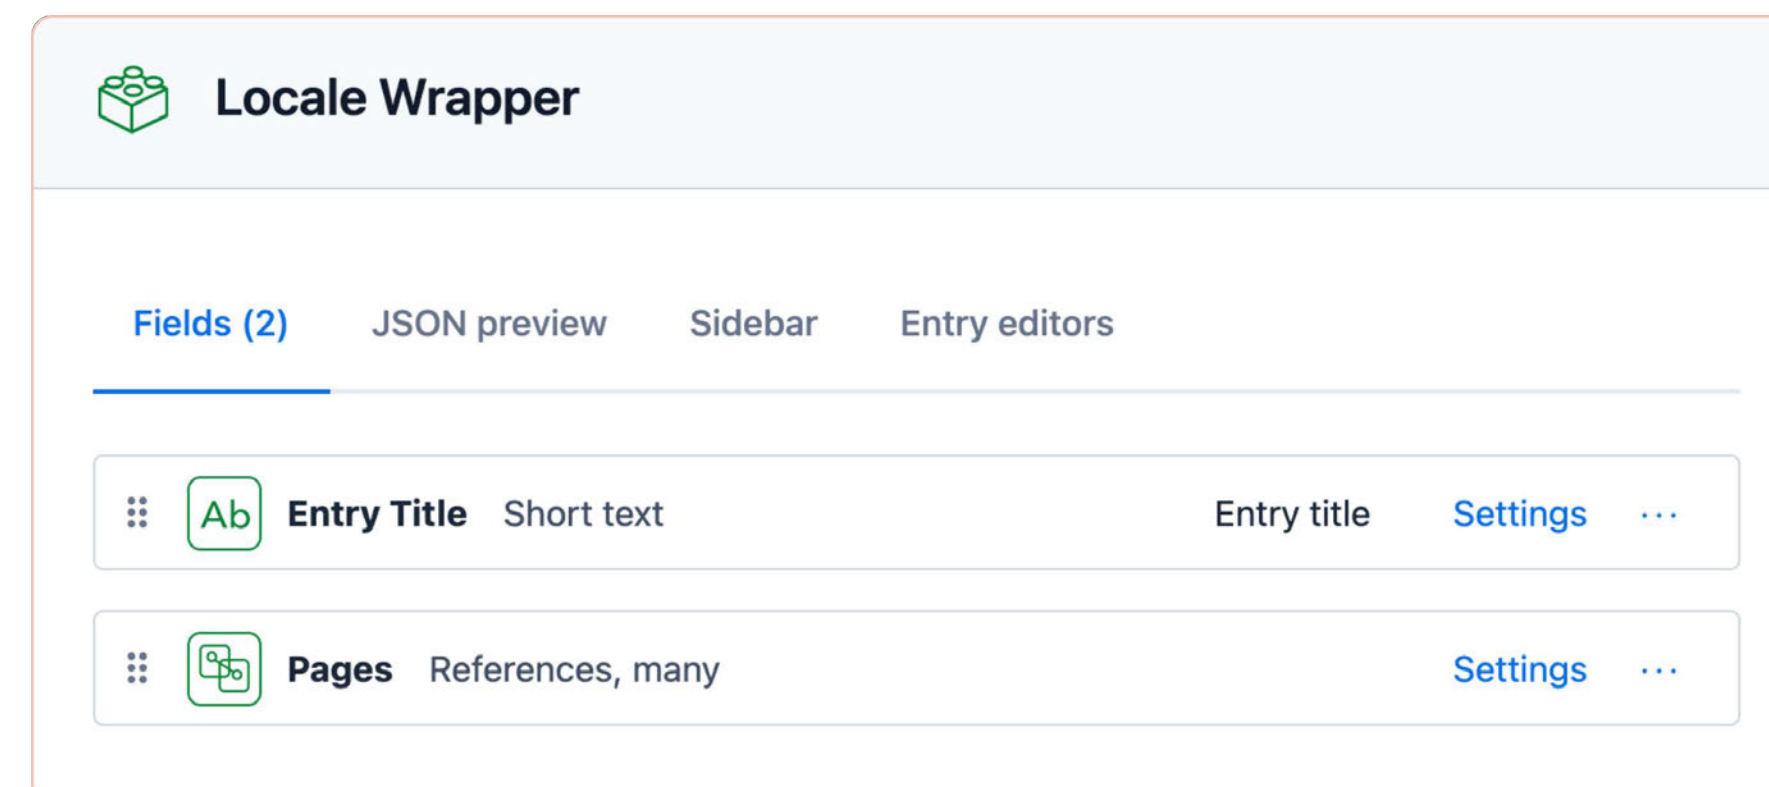 Locale Wrapper
Fields (2) JSON preview Sidebar Entry editors
Ab Entry Title Short text Entry title Settings ...
Pages References, many Settings ...